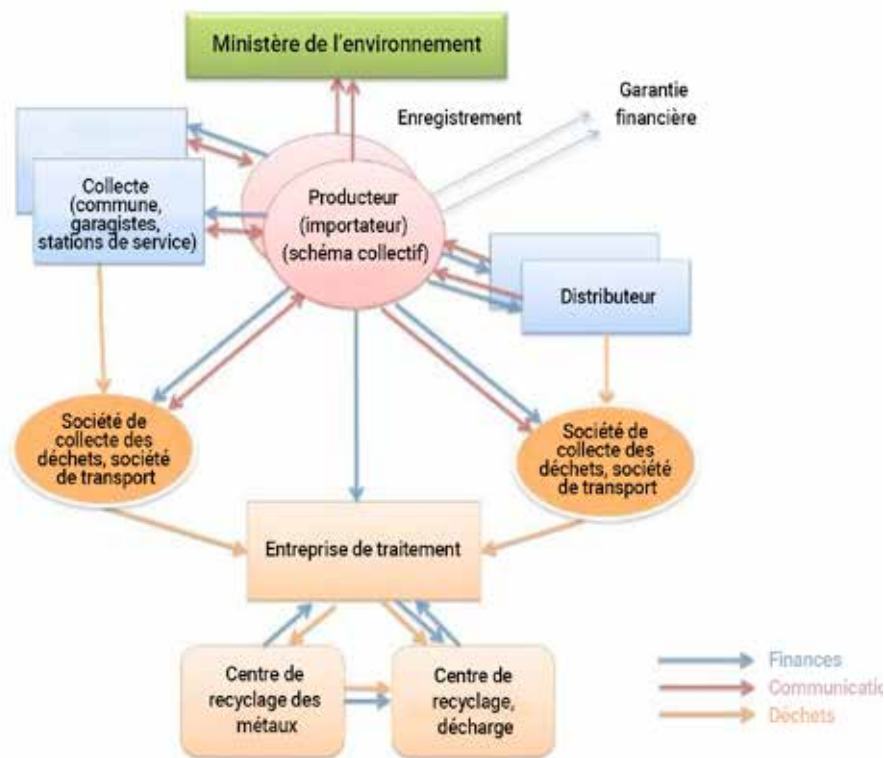 Ministère de l'environnement
Enregistrement
Garantie
financière
Collecte
(commune,
garagistes,
stations de service)
Producteur
(importateur)
(schéma collectif)
Distributeur
Société de
collecte des
déchets, société
de transport
Société de
collecte des
déchets, société
de transport
Entreprise de traitement
Centre de
recyclage des
métaux
Centre de
recyclage,
décharge
Finances
Communicatio
Déchets